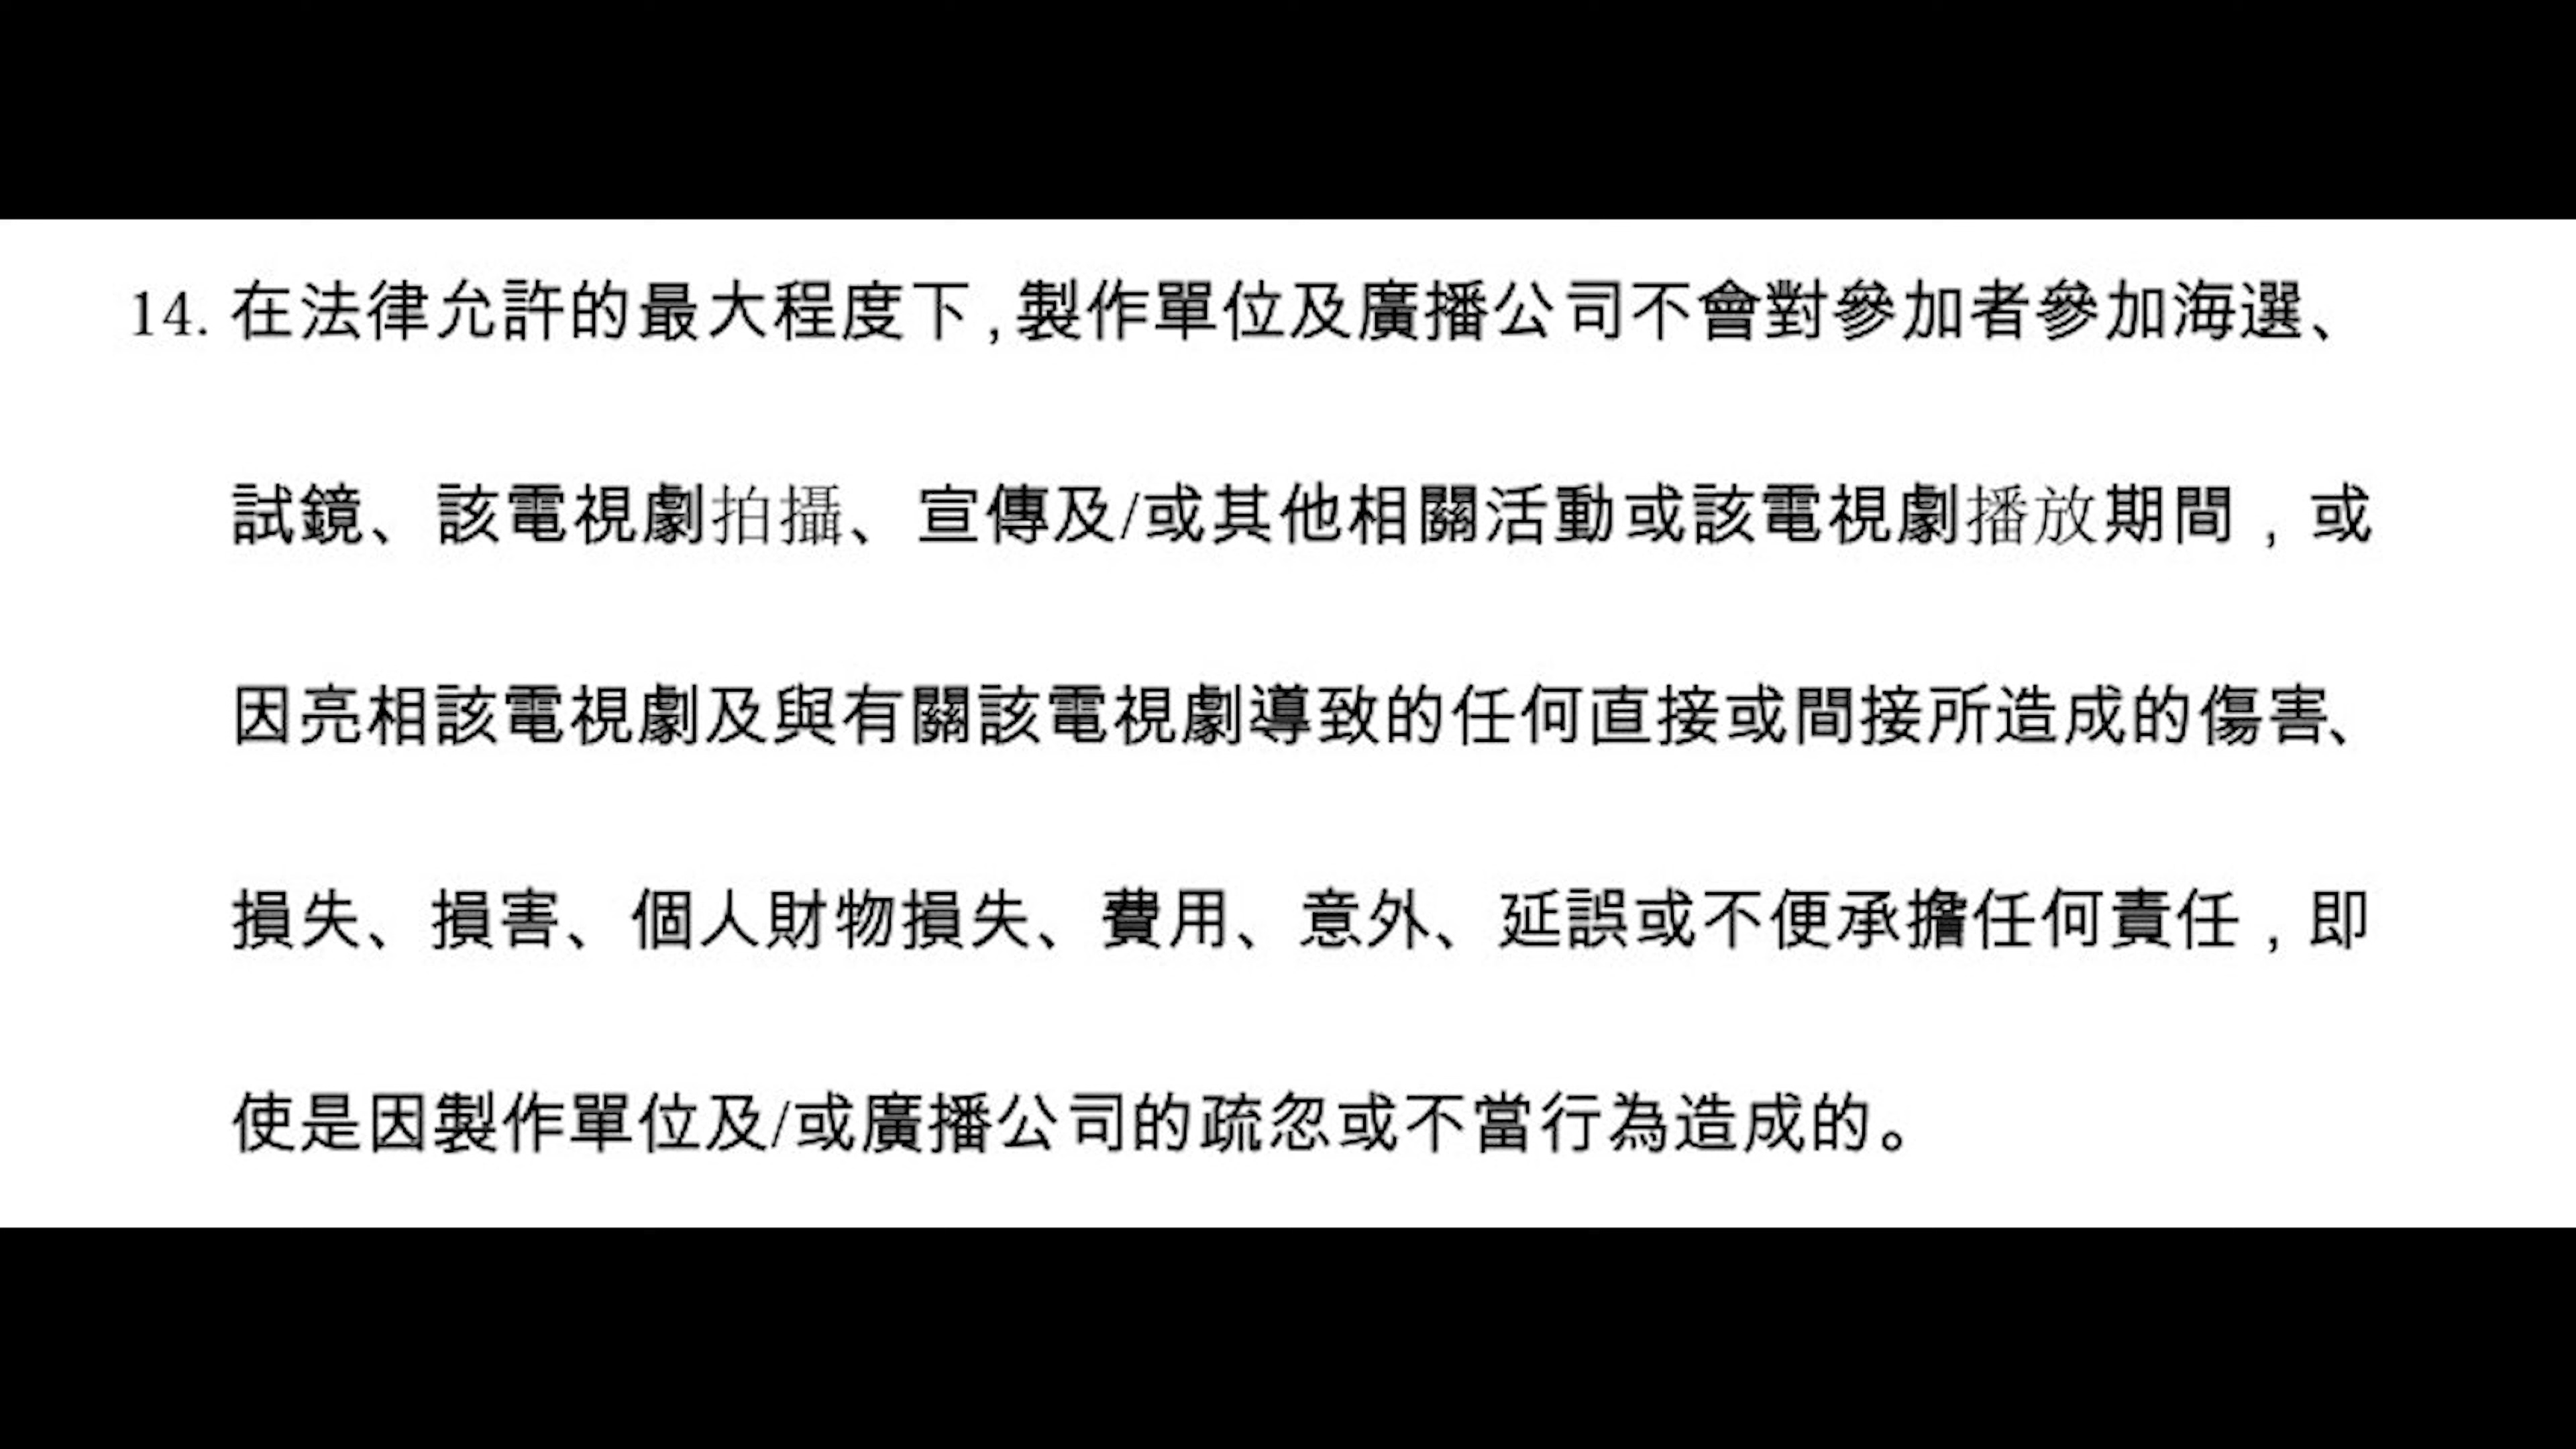 14. 在法律允許的最大程度下,製作單位及廣播公司不會對參加者參加海選、
試鏡、該電視劇拍攝、宣傳及/或其他相關活動或該電視劇播放期間，或
因亮相該電視劇及與有關該電視劇導致的任何直接或間接所造成的傷害、
損失、損害、個人財物損失、費用、意外、延誤或不便承擔任何責任，即
使是因製作單位及/或廣播公司的疏忽或不當行為造成的。